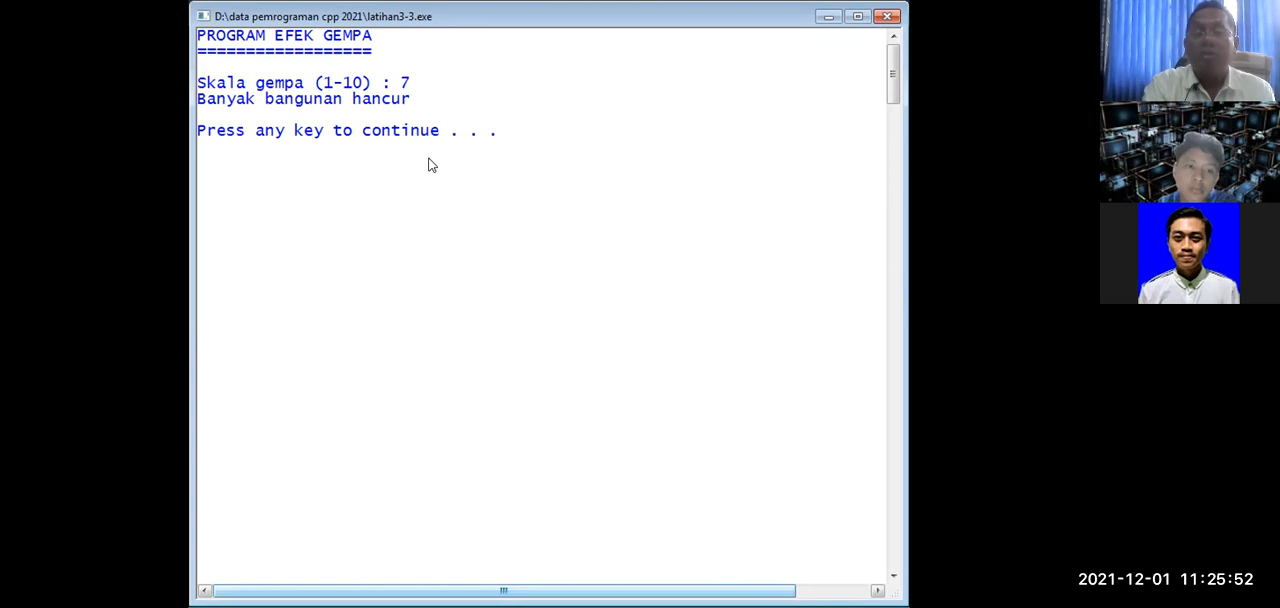 D:\data pemrograman cpp 2021\latihan3-3.exe
PROGRAM EFEK GEMPA
==================
Skala gempa (1-10) : 7
Banyak bangunan hancur
Press any key to continue . . .
2021-12-01 11:25:52